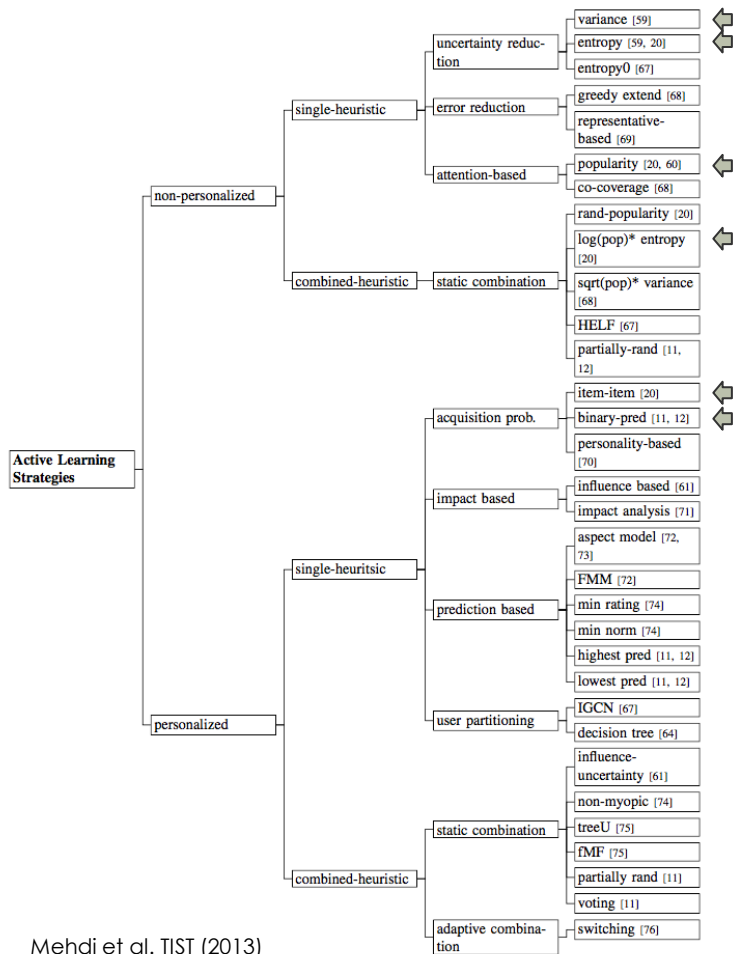 variance [59]
uncertainty reduc-
tion
entropy [59, 20]
entropy0 [67]
single-heuristic
error reduction
greedy extend [68]
representative-
based [69]
attention-based
popularity [20, 60]
co-coverage [68]
non-personalized
rand-popularity [20]
log(pop)* entropy
[20]
combined-heuristic
static combination
sqrt(pop)* variance
[68]
HELF [67]
partially-rand [11,
12]
item-item [20]
acquisition prob.
binary-pred [11, 12]
personality-based
[70]
Active Learning
Strategies
impact based
influence based [61]
impact analysis [71]
single-heuritsic
aspect model [72,
73]
FMM [72]
prediction based
min rating [74]
min norm [74]
highest pred [11, 12]
lowest pred [11, 12]
personalized
user partitioning
IGCN [67]
decision tree [64]
influence-
uncertainty [61]
non-myopic [74]
static combination
treeU [75]
fMF [75]
combined-heuristic
partially rand [11]
voting [11]
adaptive combina-
tion
switching [76]
Mehdi et al. TIST (2013)